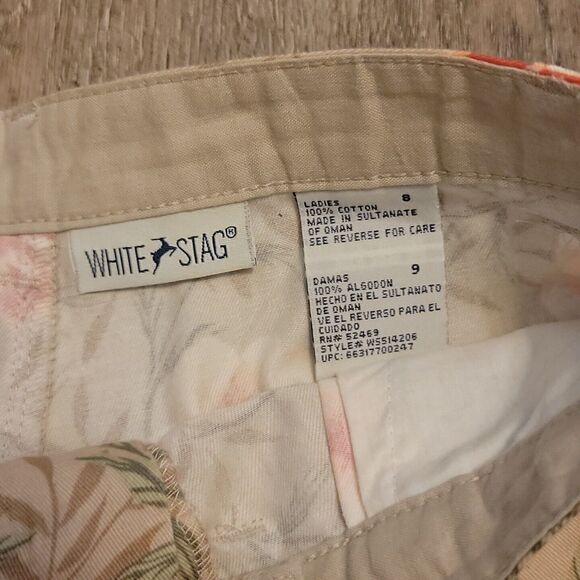 WHITE STAG®
LADIES 8
100% COTTON
MADE IN SULTANATE
OF OMAN
SEE REVERSE FOR CARE
DAMAS 9
100% ALGODON
HECHO EN EL SULTANATO
DE OMAN
VE EL REVERSO PARA EL
CUIDADO
RN# 52469
STYLE# WS514206
UPC: 66317700247